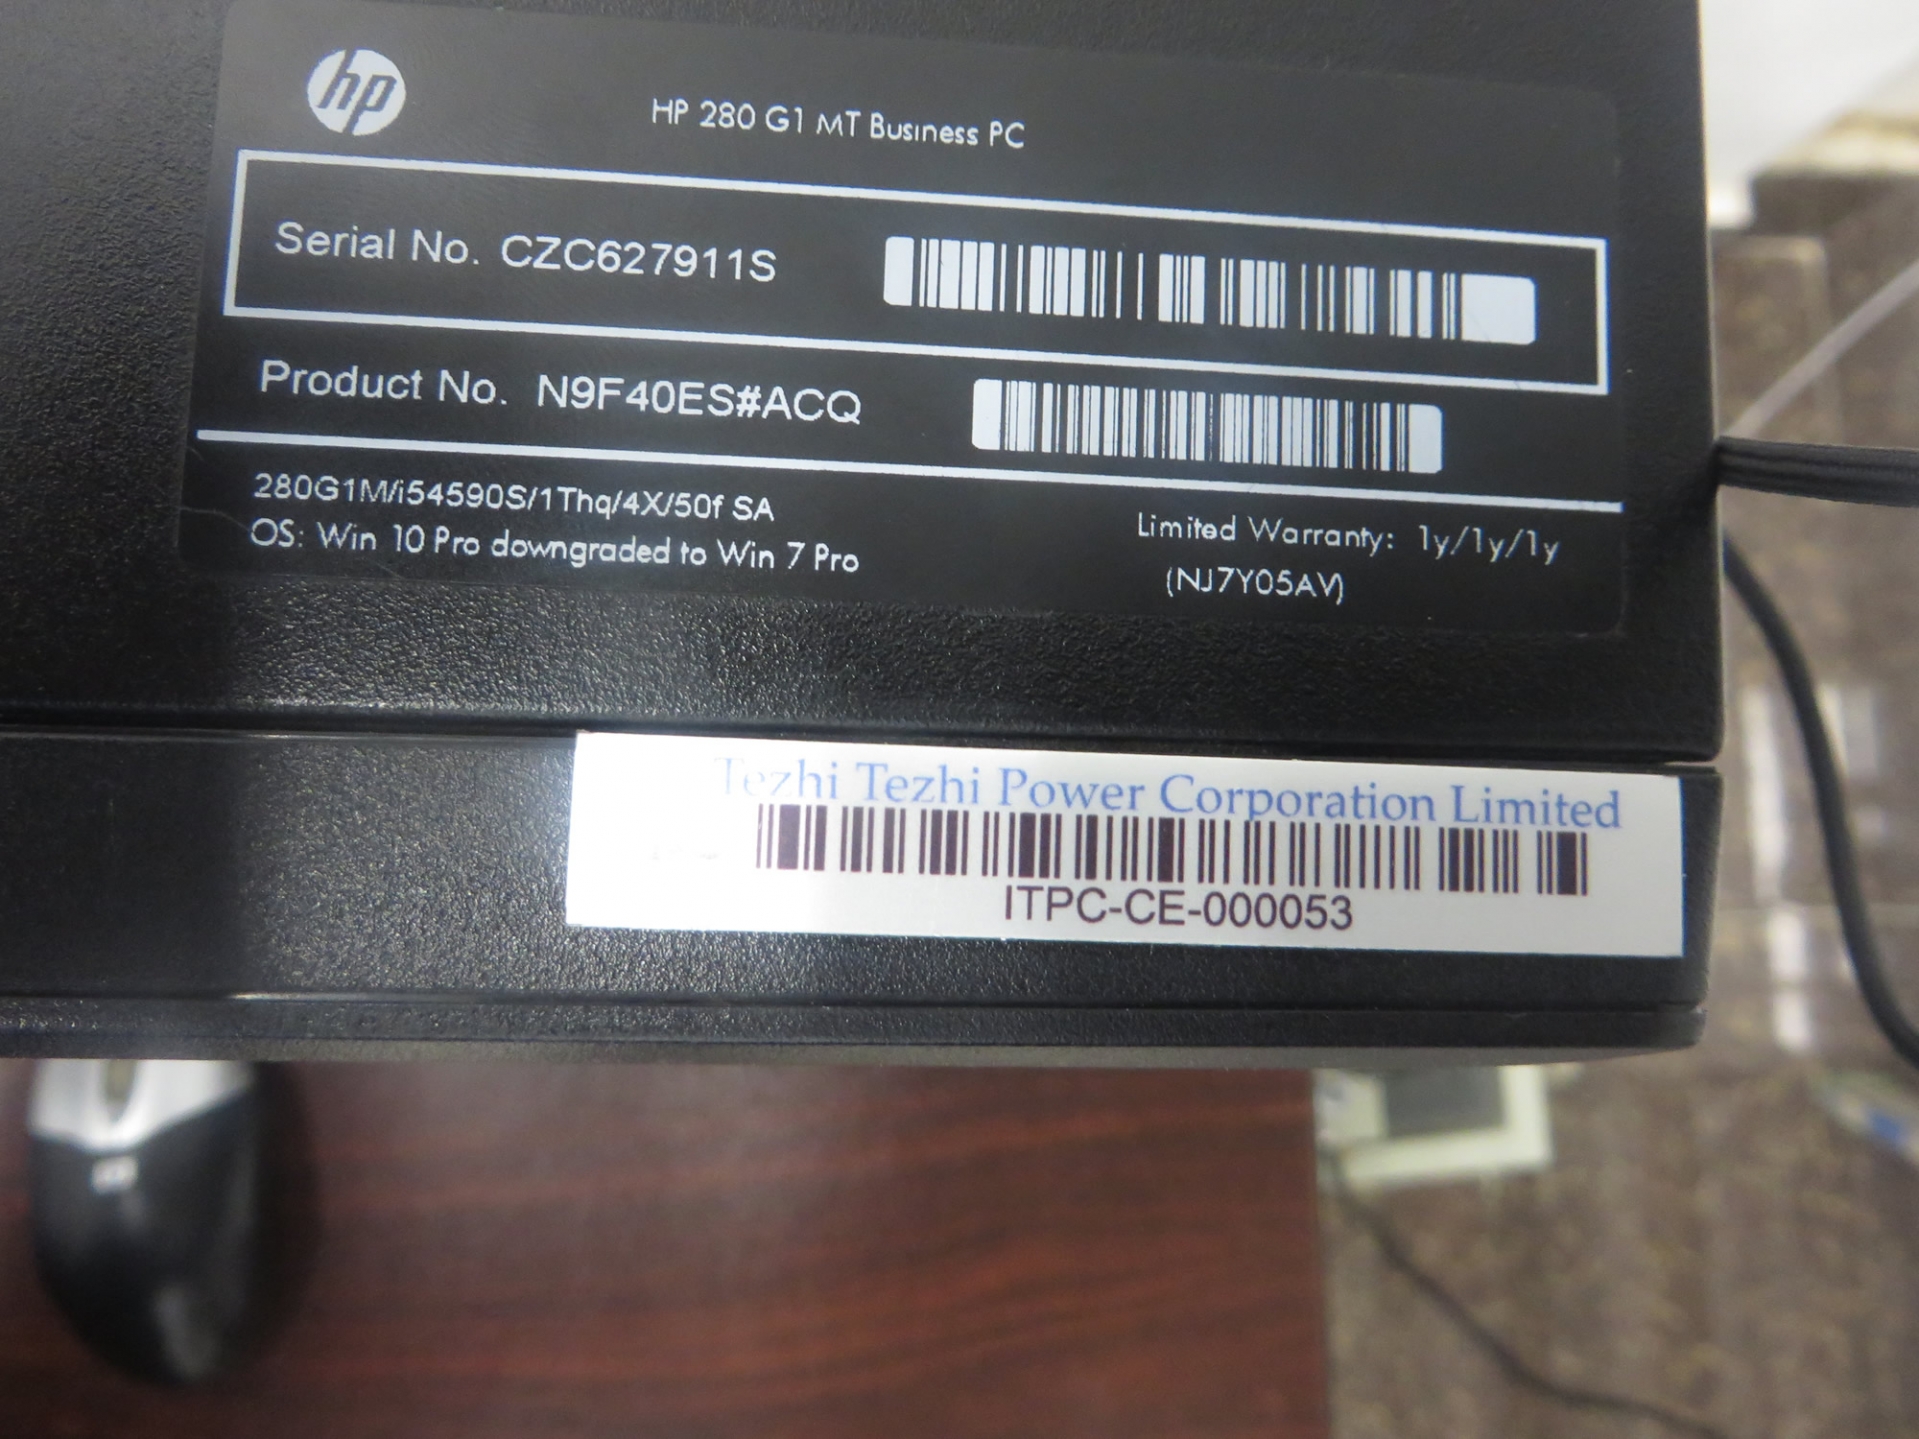 hp
HP 280 G1 MT Business PC
Serial No. CZC627911S
Product No. N9F40ES#ACQ
280G1M/i54590S/1Thq/4X/50f SA
OS: Win 10 Pro downgraded to Win 7 Pro
Limited Warranty: 1y/1y/1y
(NJ7Y05AV)
Tezhi Tezhi Power Corporation Limited
ITPC-CE-000053